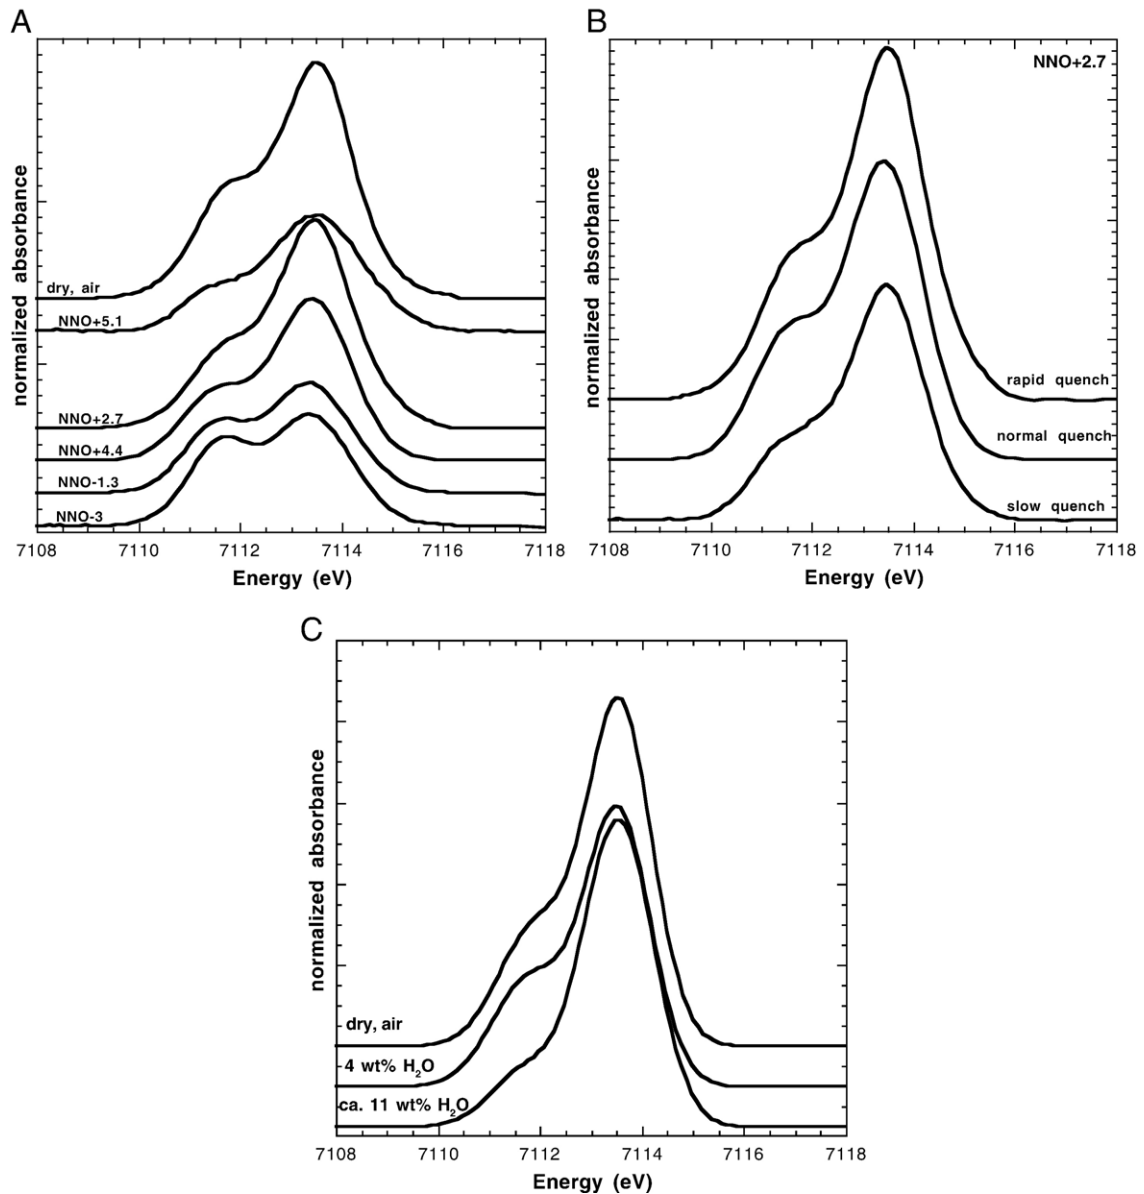 A
normalized absorbance
dry, air
NNO+5.1
NNO+2.7
NNO+4.4
NNO-1.3
NNO-3
7108 7110 7112 7114 7116 7118
Energy (eV)
B
normalized absorbance
NNO+2.7
rapid quench
normal quench
slow quench
7108 7110 7112 7114 7116 7118
Energy (eV)
C
normalized absorbance
dry, air
4 wt% H₂O
ca. 11 wt% H₂O
7108 7110 7112 7114 7116 7118
Energy (eV)